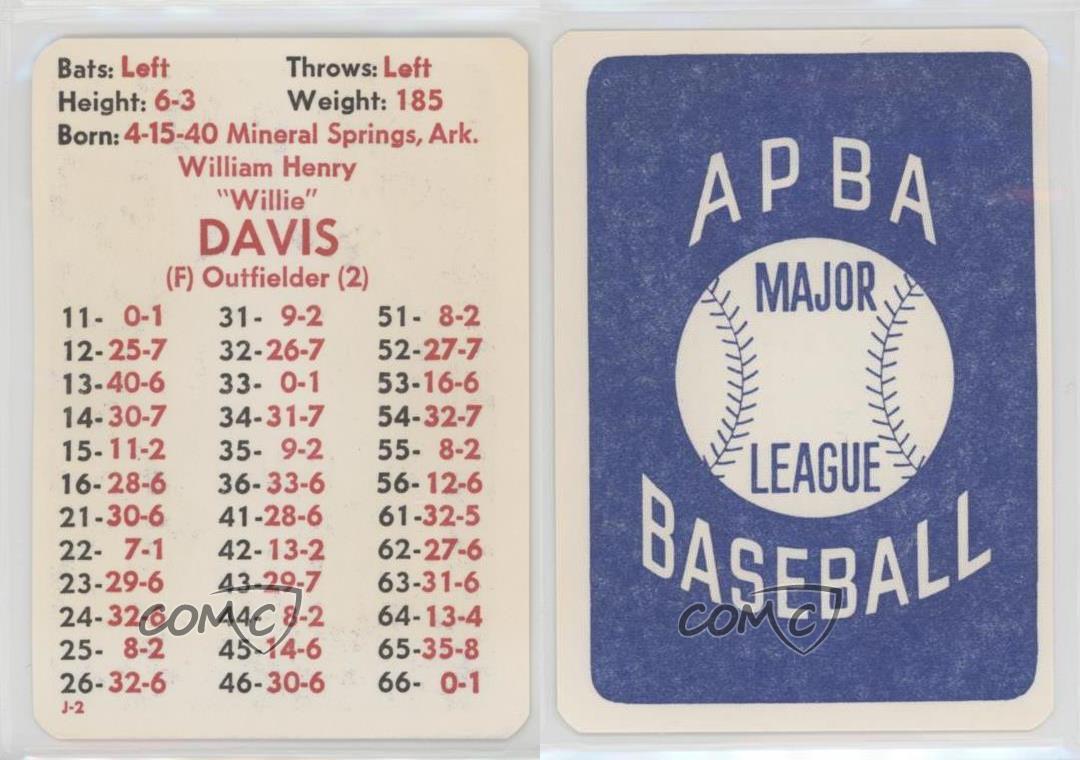 Bats: Left Throws: Left
Height: 6-3 Weight: 185
Born: 4-15-40 Mineral Springs, Ark.
William Henry
"Willie"
DAVIS
(F) Outfielder (2)
11- 0-1 31- 9-2 51- 8-2
12-25-7 32-26-7 52-27-7
13-40-6 33- 0-1 53-16-6
14-30-7 34-31-7 54-32-7
15-11-2 35- 9-2 55- 8-2
16-28-6 36-33-6 56-12-6
21-30-6 41-28-6 61-32-5
22- 7-1 42-13-2 62-27-6
23-29-6 43-29-7 63-31-6
24-32-6 44- 8-2 64-13-4
25- 8-2 45-14-6 65-35-8
26-32-6 46-30-6 66- 0-1
J-2
COMC
APBA
MAJOR
LEAGUE
BASEBALL
COMC